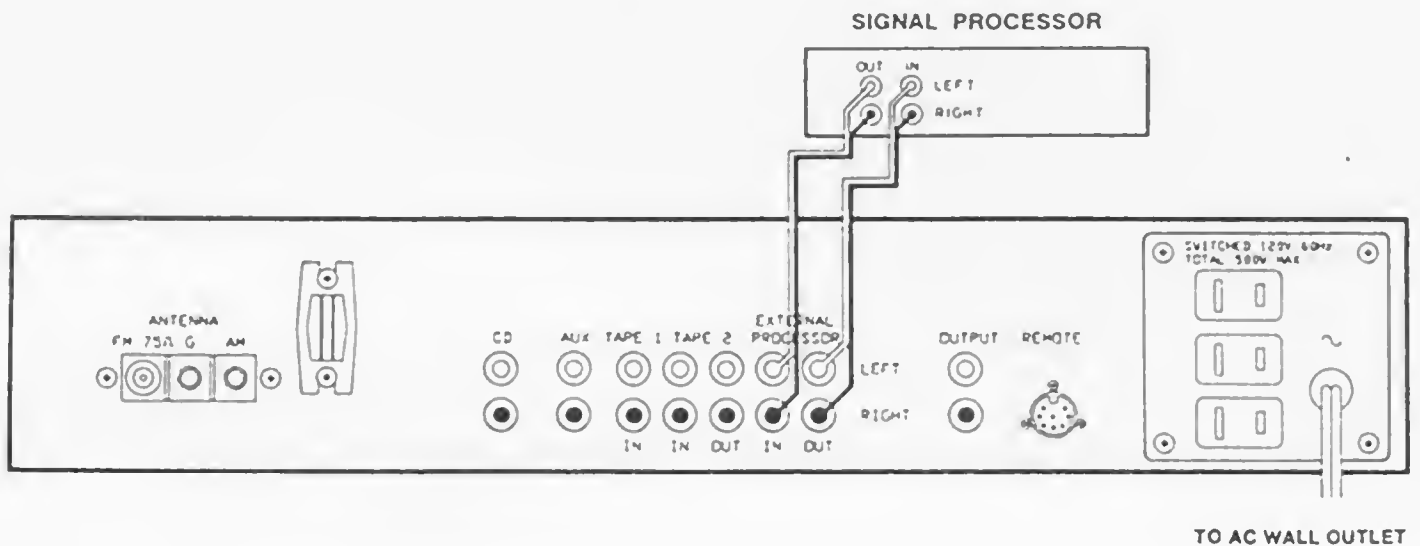 SIGNAL PROCESSOR
OUT IN
LEFT
RIGHT
SWITCHED 120V 60Hz
TOTAL 500W MAX
ANTENNA
FM 75Ω G AM
CD AUX TAPE 1 TAPE 2 EXTERNAL PROCESSOR OUTPUT REMOTE
LEFT
RIGHT
IN IN OUT IN OUT
TO AC WALL OUTLET